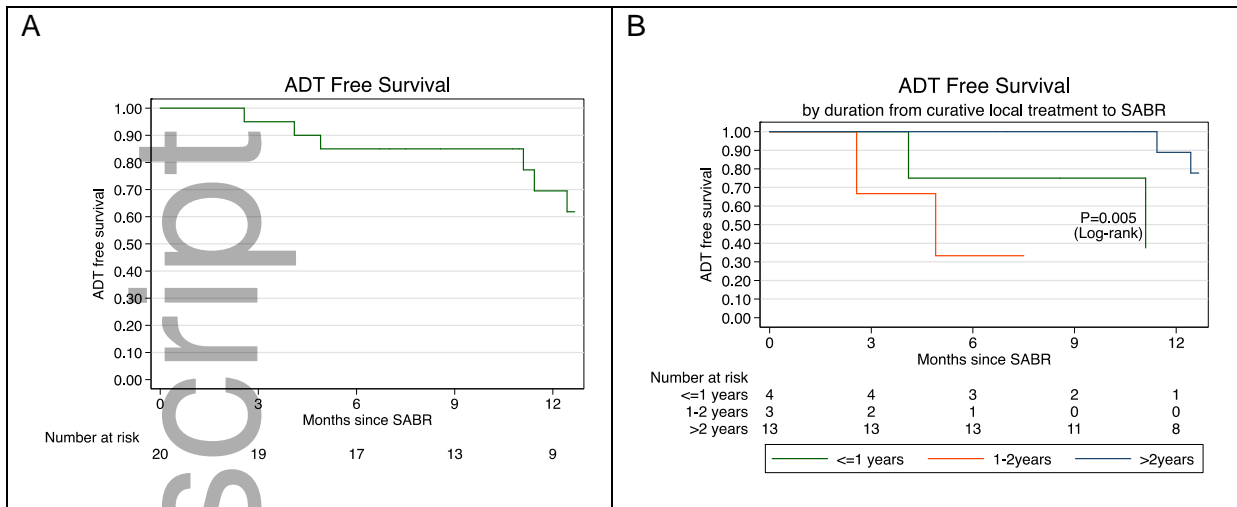 A
ADT Free Survival
1.00
0.90
0.80
0.70
0.60
0.50
0.40
0.30
0.20
0.10
0.00
ADT free survival
0 3 6 9 12
Months since SABR
Number at risk
20 19 17 13 9
script
B
ADT Free Survival
by duration from curative local treatment to SABR
1.00
0.90
0.80
0.70
0.60
0.50
0.40
0.30
0.20
0.10
0.00
ADT free survival
P=0.005
(Log-rank)
0 3 6 9 12
Months since SABR
Number at risk
<=1 years 4 4 3 2 1
1-2 years 3 2 1 0 0
>2 years 13 13 13 11 8
<=1 years 1-2years >2years